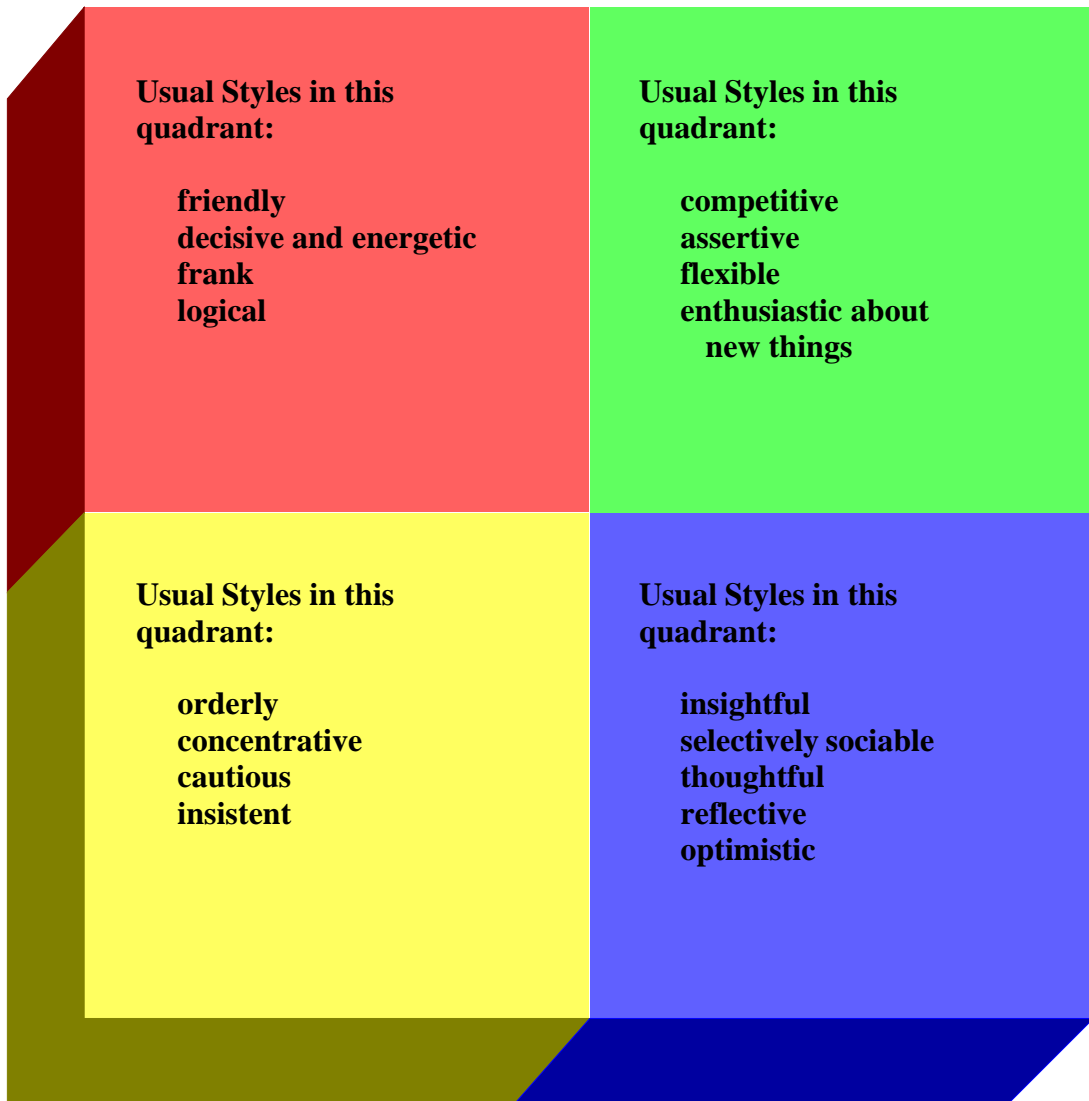 Usual Styles in this
quadrant:
friendly
decisive and energetic
frank
logical
Usual Styles in this
quadrant:
competitive
assertive
flexible
enthusiastic about
new things
Usual Styles in this
quadrant:
orderly
concentrative
cautious
insistent
Usual Styles in this
quadrant:
insightful
selectively sociable
thoughtful
reflective
optimistic